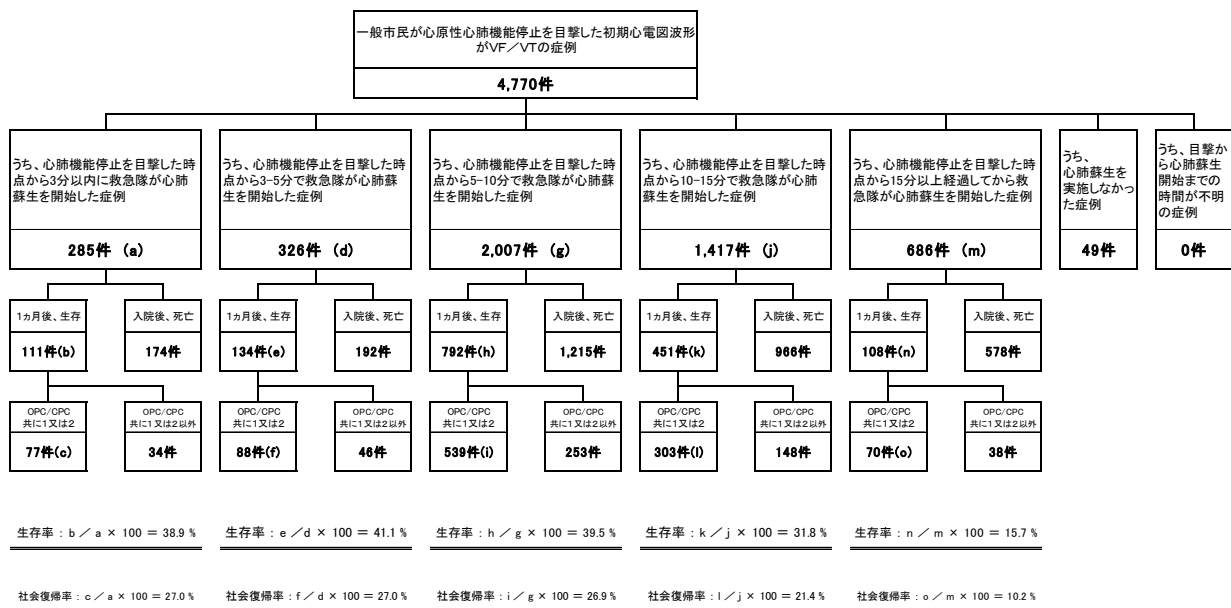 一般市民が心原性心肺機能停止を目撃した初期心電図波形
がVF／VTの症例
4,770件
うち、心肺機能停止を目撃した時
点から3分以内に救急隊が心肺
蘇生を開始した症例
285件 (a)
うち、心肺機能停止を目撃した時
点から3-5分で救急隊が心肺蘇
生を開始した症例
326件 (d)
うち、心肺機能停止を目撃した時
点から5-10分で救急隊が心肺蘇
生を開始した症例
2,007件 (g)
うち、心肺機能停止を目撃した時
点から10-15分で救急隊が心肺
蘇生を開始した症例
1,417件 (j)
うち、心肺機能停止を目撃した時
点から15分以上経過してから救
急隊が心肺蘇生を開始した症例
686件 (m)
うち、
心肺蘇生を
実施しなかっ
た症例
49件
うち、目撃か
ら心肺蘇生
開始までの
時間が不明
の症例
0件
1ヵ月後、生存
111件(b)
入院後、死亡
174件
1ヵ月後、生存
134件(e)
入院後、死亡
192件
1ヵ月後、生存
792件(h)
入院後、死亡
1,215件
1ヵ月後、生存
451件(k)
入院後、死亡
966件
1ヵ月後、生存
108件(n)
入院後、死亡
578件
OPC/CPC
共に1又は2
77件(c)
OPC/CPC
共に1又は2以外
34件
OPC/CPC
共に1又は2
88件(f)
OPC/CPC
共に1又は2以外
46件
OPC/CPC
共に1又は2
539件(i)
OPC/CPC
共に1又は2以外
253件
OPC/CPC
共に1又は2
303件(l)
OPC/CPC
共に1又は2以外
148件
OPC/CPC
共に1又は2
70件(o)
OPC/CPC
共に1又は2以外
38件
生存率：b／a × 100 ＝ 38.9 %
生存率：e／d × 100 ＝ 41.1 %
生存率：h／g × 100 ＝ 39.5 %
生存率：k／j × 100 ＝ 31.8 %
生存率：n／m × 100 ＝ 15.7 %
社会復帰率：c／a × 100 ＝ 27.0 %
社会復帰率：f／d × 100 ＝ 27.0 %
社会復帰率：i／g × 100 ＝ 26.9 %
社会復帰率：l／j × 100 ＝ 21.4 %
社会復帰率：o／m × 100 ＝ 10.2 %